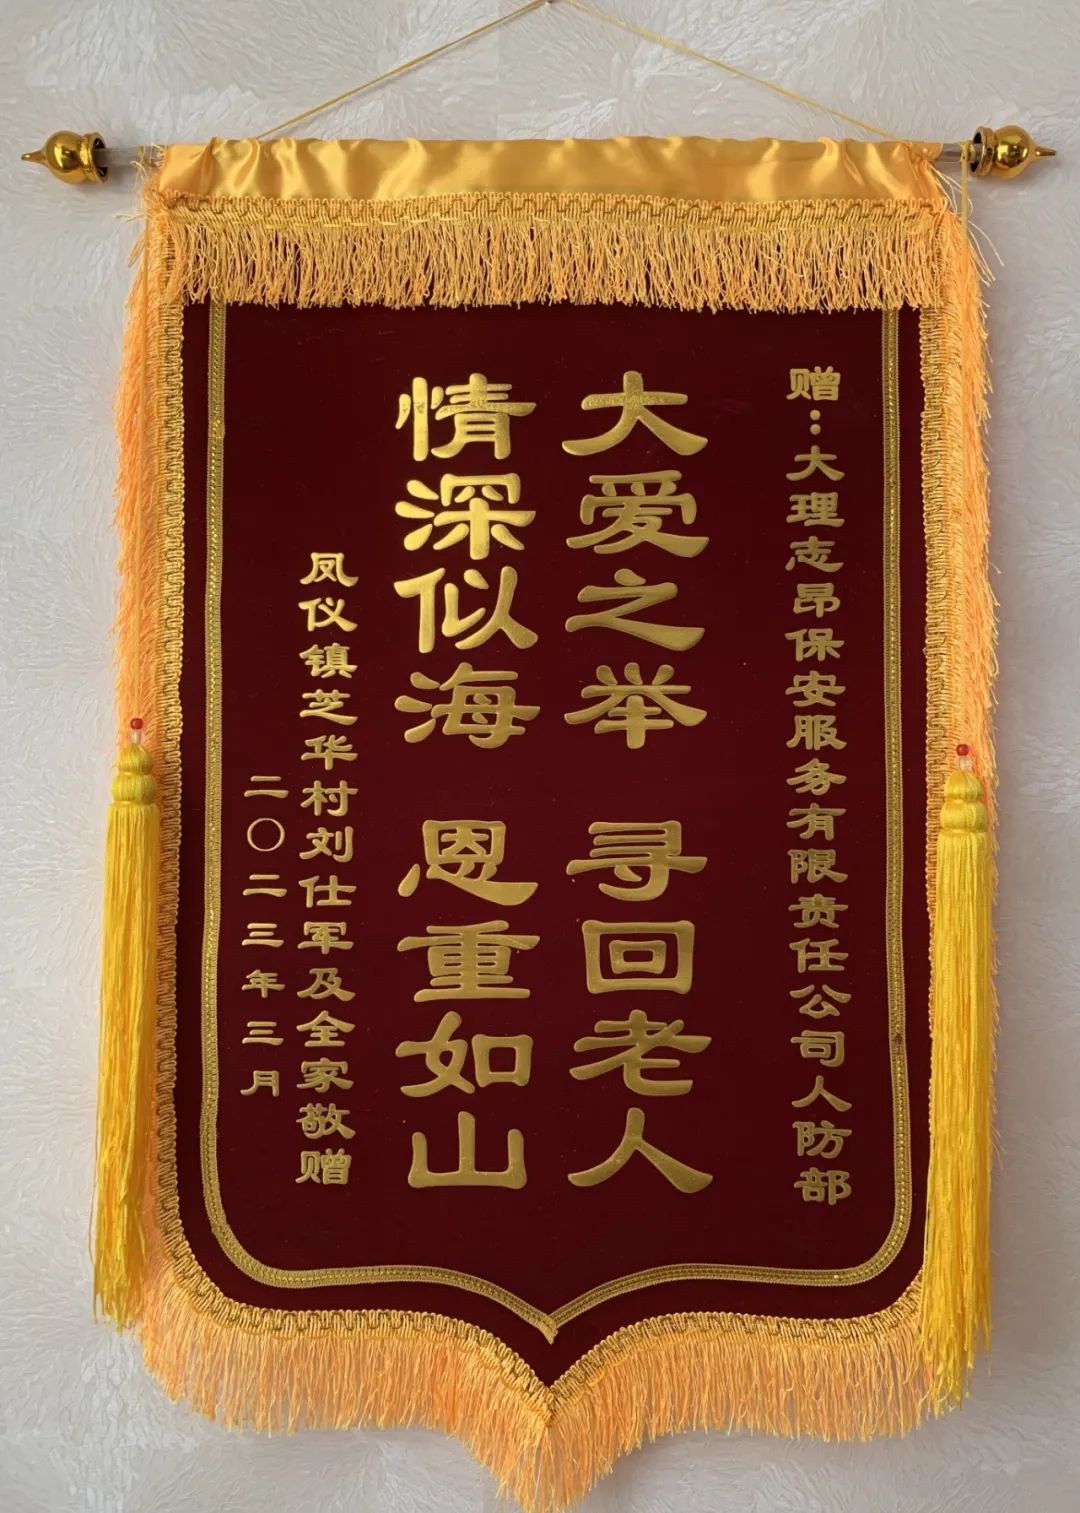 赠：大理志昂保安服务有限责任公司人防部
大爱之举 寻回老人
情深似海 恩重如山
凤仪镇芝华村刘仕军及全家敬赠
二〇二三年三月